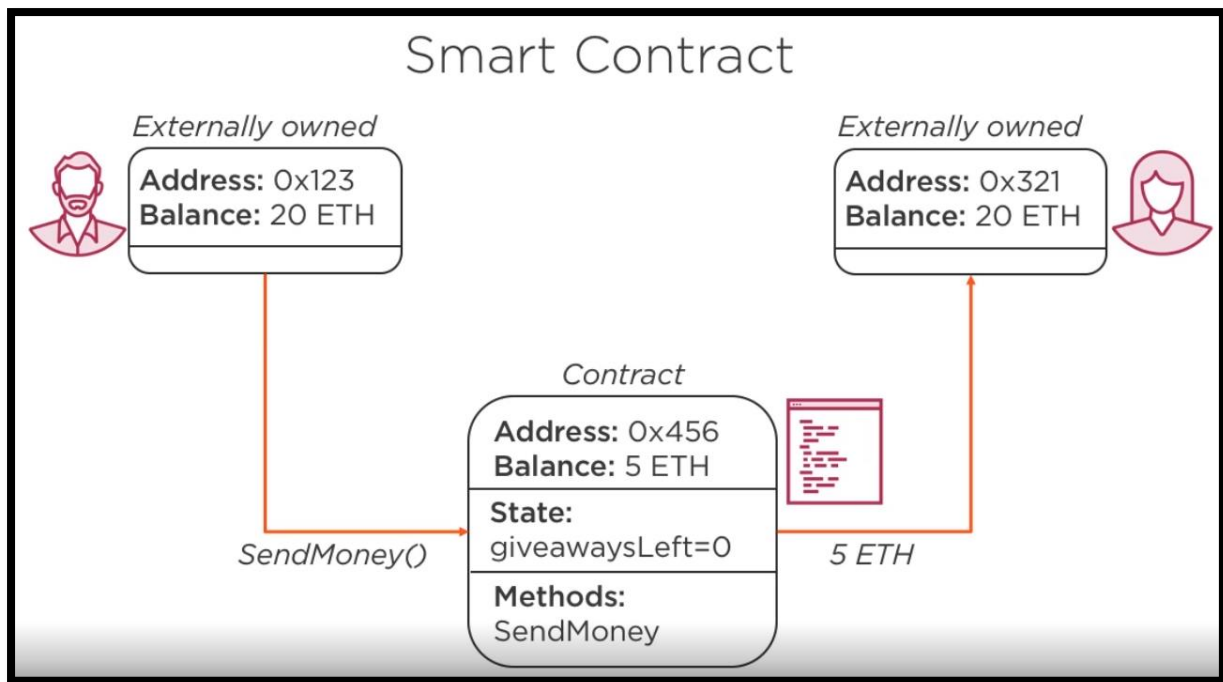 Smart Contract
Externally owned
Address: 0x123
Balance: 20 ETH
Externally owned
Address: 0x321
Balance: 20 ETH
Contract
Address: 0x456
Balance: 5 ETH
State:
giveawaysLeft=0
Methods:
SendMoney
SendMoney()
5 ETH